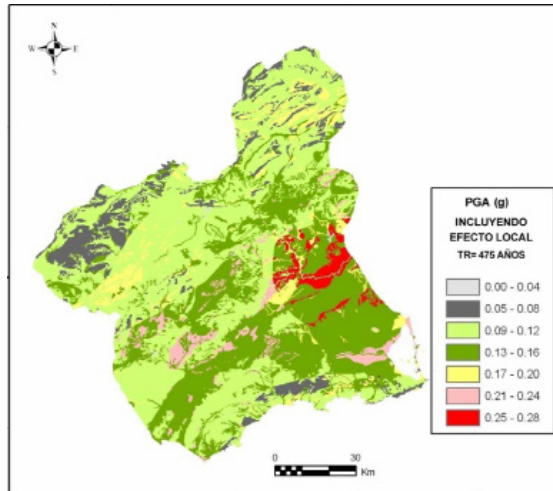 N
W E
S
PGA (g)
INCLUYENDO
EFECTO LOCAL
TR= 475 AÑOS
0.00 - 0.04
0.05 - 0.08
0.09 - 0.12
0.13 - 0.16
0.17 - 0.20
0.21 - 0.24
0.25 - 0.28
0 30
Km